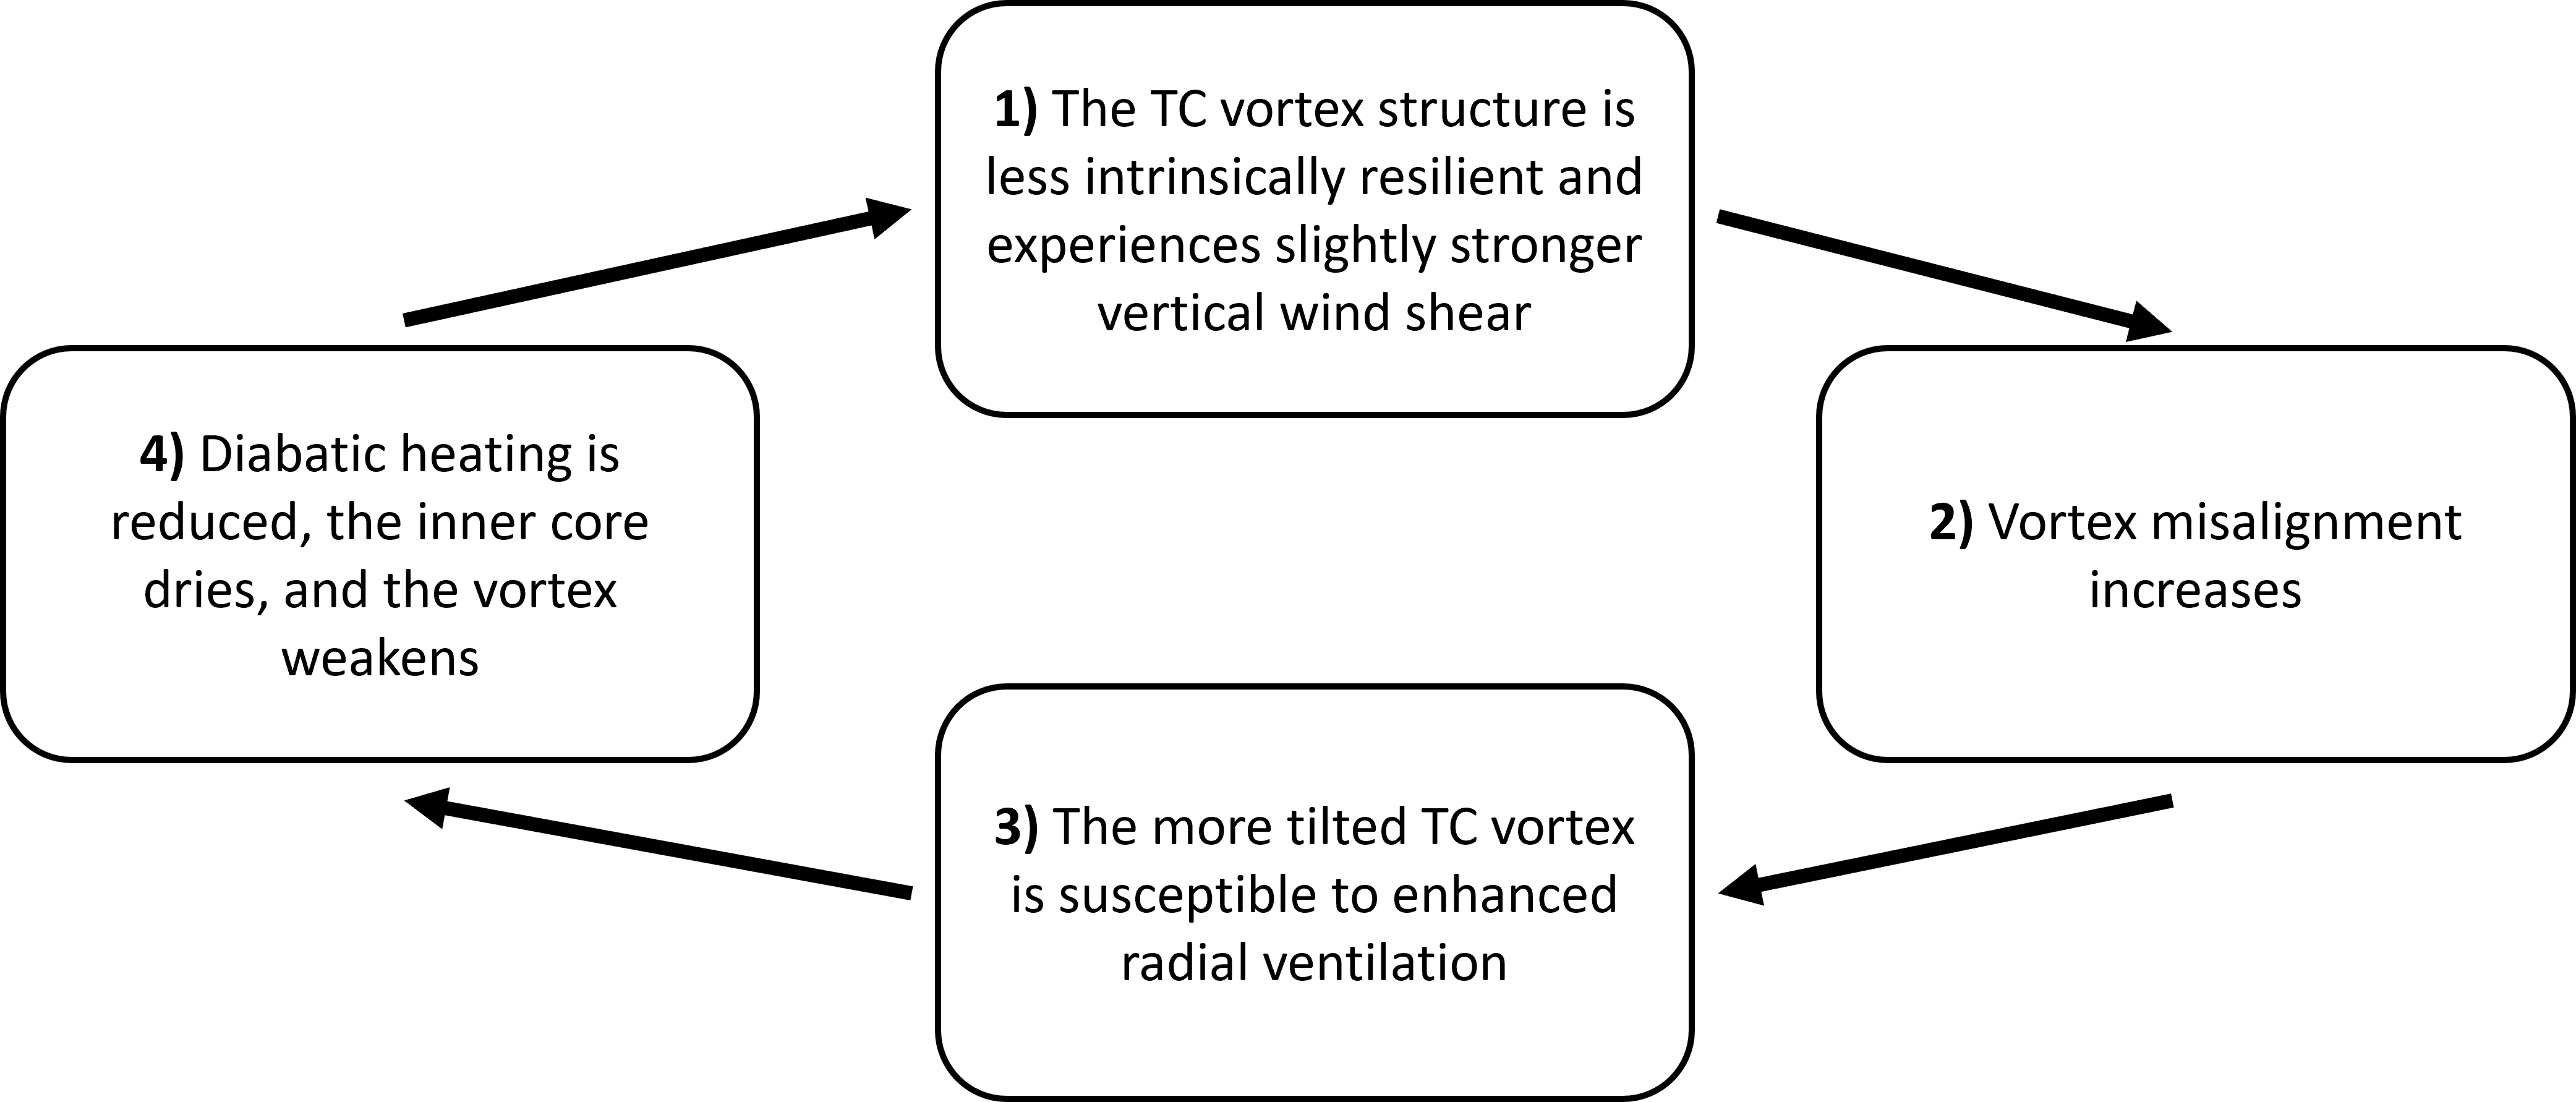 1) The TC vortex structure is
less intrinsically resilient and
experiences slightly stronger
vertical wind shear
2) Vortex misalignment
increases
3) The more tilted TC vortex
is susceptible to enhanced
radial ventilation
4) Diabatic heating is
reduced, the inner core
dries, and the vortex
weakens